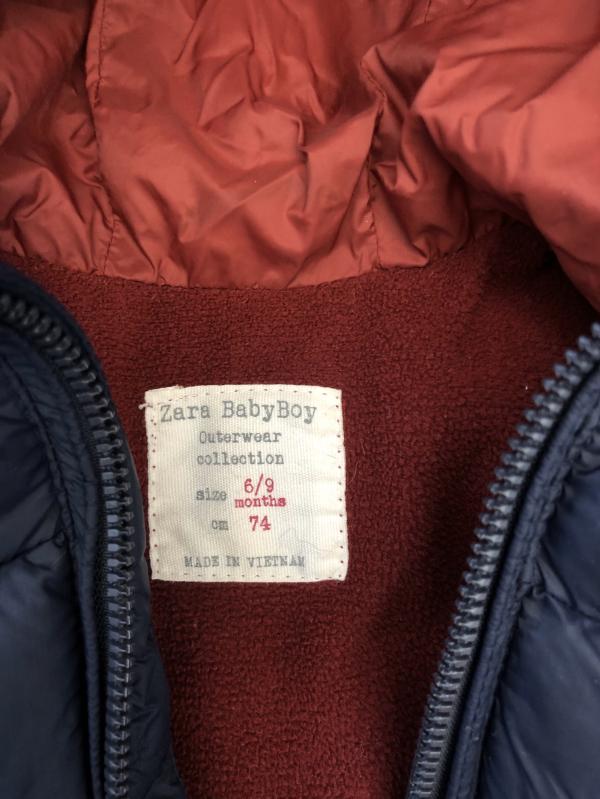 Zara BabyBoy
Outerwear
collection
size 6/9 months
cm 74
MADE IN VIETNAM